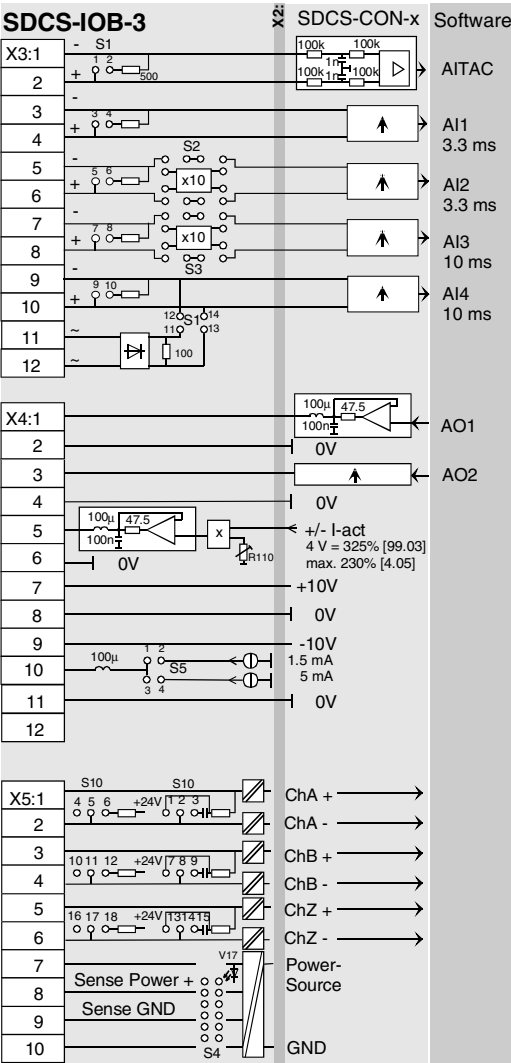 SDCS-IOB-3 X2: SDCS-CON-x Software
X3:1 - S1 100k 100k
1 2 1n
2 + 500 100k 1n 100k AITAC
3 - 3 4 AI1
4 + 3.3 ms
S2
5 - 5 6 x10 AI2
6 + 3.3 ms
7 - 7 8 x10 AI3
8 + 10 ms
S3
9 - 9 10 AI4
10 + 10 ms
12 S1 14
11 ~ 11 13
12 ~ 100
X4:1 100µ 47.5 100n AO1
2 0V
3 AO2
4 0V
5 100µ 47.5 100n x +/- I-act
R110 4 V = 325% [99.03]
6 0V max. 230% [4.05]
7 +10V
8 0V
9 -10V
10 100µ 1 2 S5 1.5 mA
3 4 5 mA
11 0V
12
X5:1 S10 S10 ChA +
4 5 6 +24V 1 2 3
2 ChA -
3 ChB +
10 11 12 +24V 7 8 9
4 ChB -
5 ChZ +
16 17 18 +24V 13 14 15
6 ChZ -
7 V17 Power-
8 Sense Power + Source
9 Sense GND
10 S4 GND